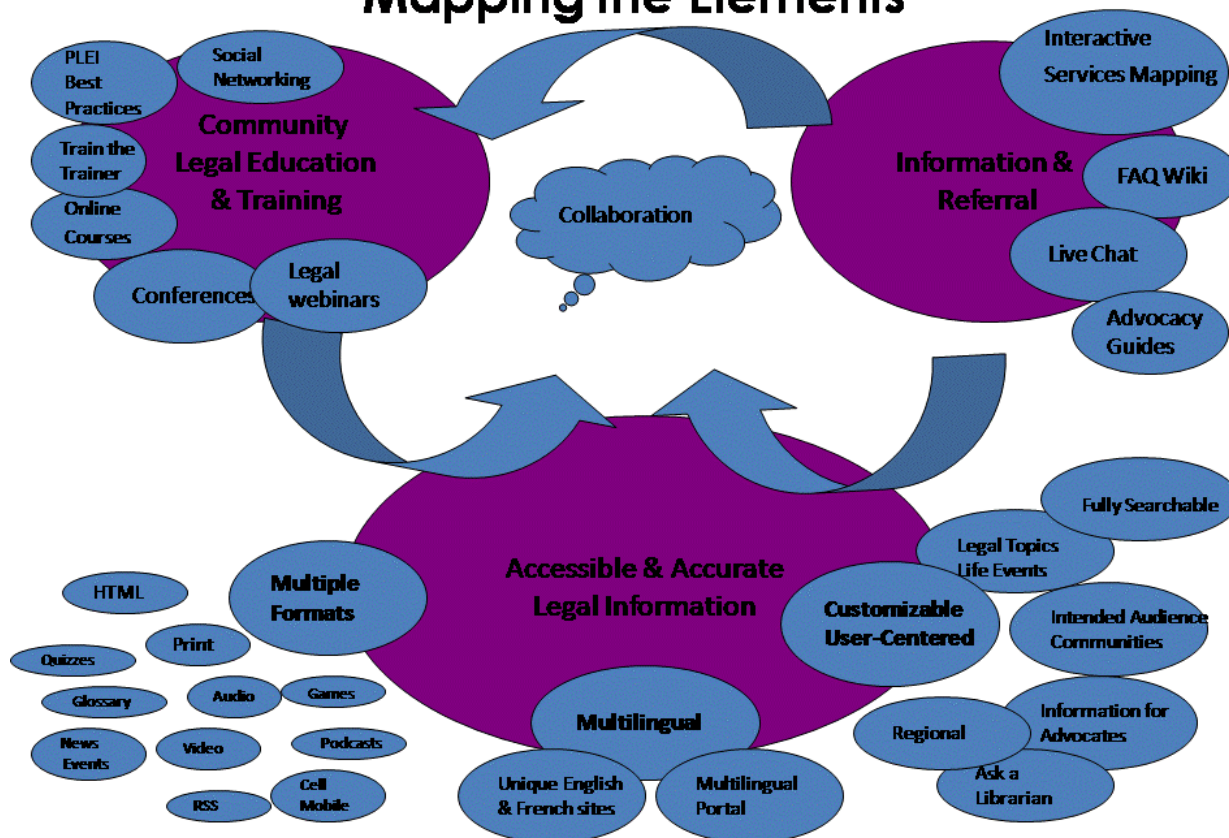 Mapping the Elements
PLEI
Best
Practices
Social
Networking
Train the
Trainer
Online
Courses
Conferences
Legal
webinars
Community
Legal Education
& Training
Collaboration
Information &
Referral
Interactive
Services Mapping
FAQ Wiki
Live Chat
Advocacy
Guides
Accessible & Accurate
Legal Information
Multiple
Formats
HTML
Print
Quizzes
Glossary
Audio
Games
News
Events
Video
Podcasts
RSS
Cell
Mobile
Multilingual
Unique English
& French sites
Multilingual
Portal
Customizable
User-Centered
Fully Searchable
Legal Topics
Life Events
Intended Audience
Communities
Information for
Advocates
Regional
Ask a
Librarian